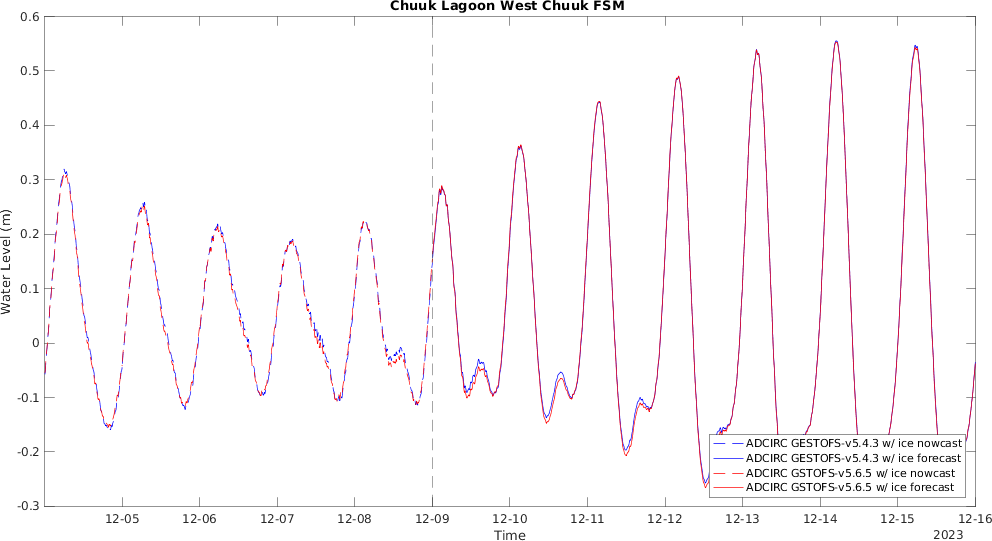 Chuuk Lagoon West Chuuk FSM
0.6
0.5
0.4
0.3
0.2
0.1
0
-0.1
-0.2
-0.3
Water Level (m)
ADCIRC GESTOFS-v5.4.3 w/ ice nowcast
ADCIRC GESTOFS-v5.4.3 w/ ice forecast
ADCIRC GSTOFS-v5.6.5 w/ ice nowcast
ADCIRC GSTOFS-v5.6.5 w/ ice forecast
12-05 12-06 12-07 12-08 12-09 12-10 12-11 12-12 12-13 12-14 12-15 12-16
Time
2023